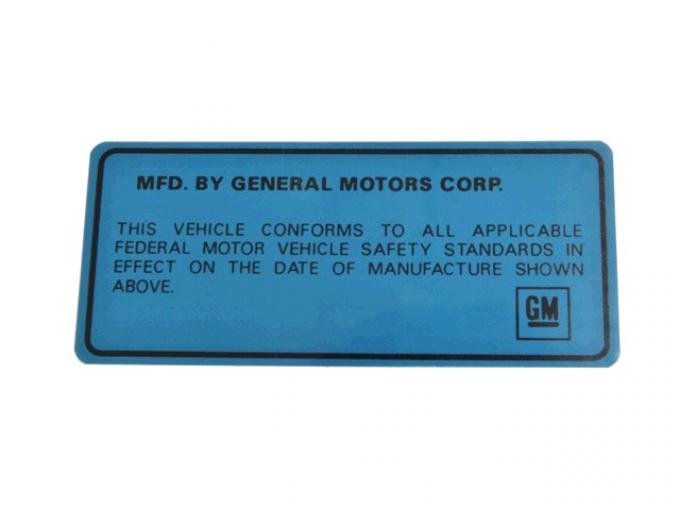 MFD. BY GENERAL MOTORS CORP.
THIS VEHICLE CONFORMS TO ALL APPLICABLE
FEDERAL MOTOR VEHICLE SAFETY STANDARDS IN
EFFECT ON THE DATE OF MANUFACTURE SHOWN
ABOVE.
GM